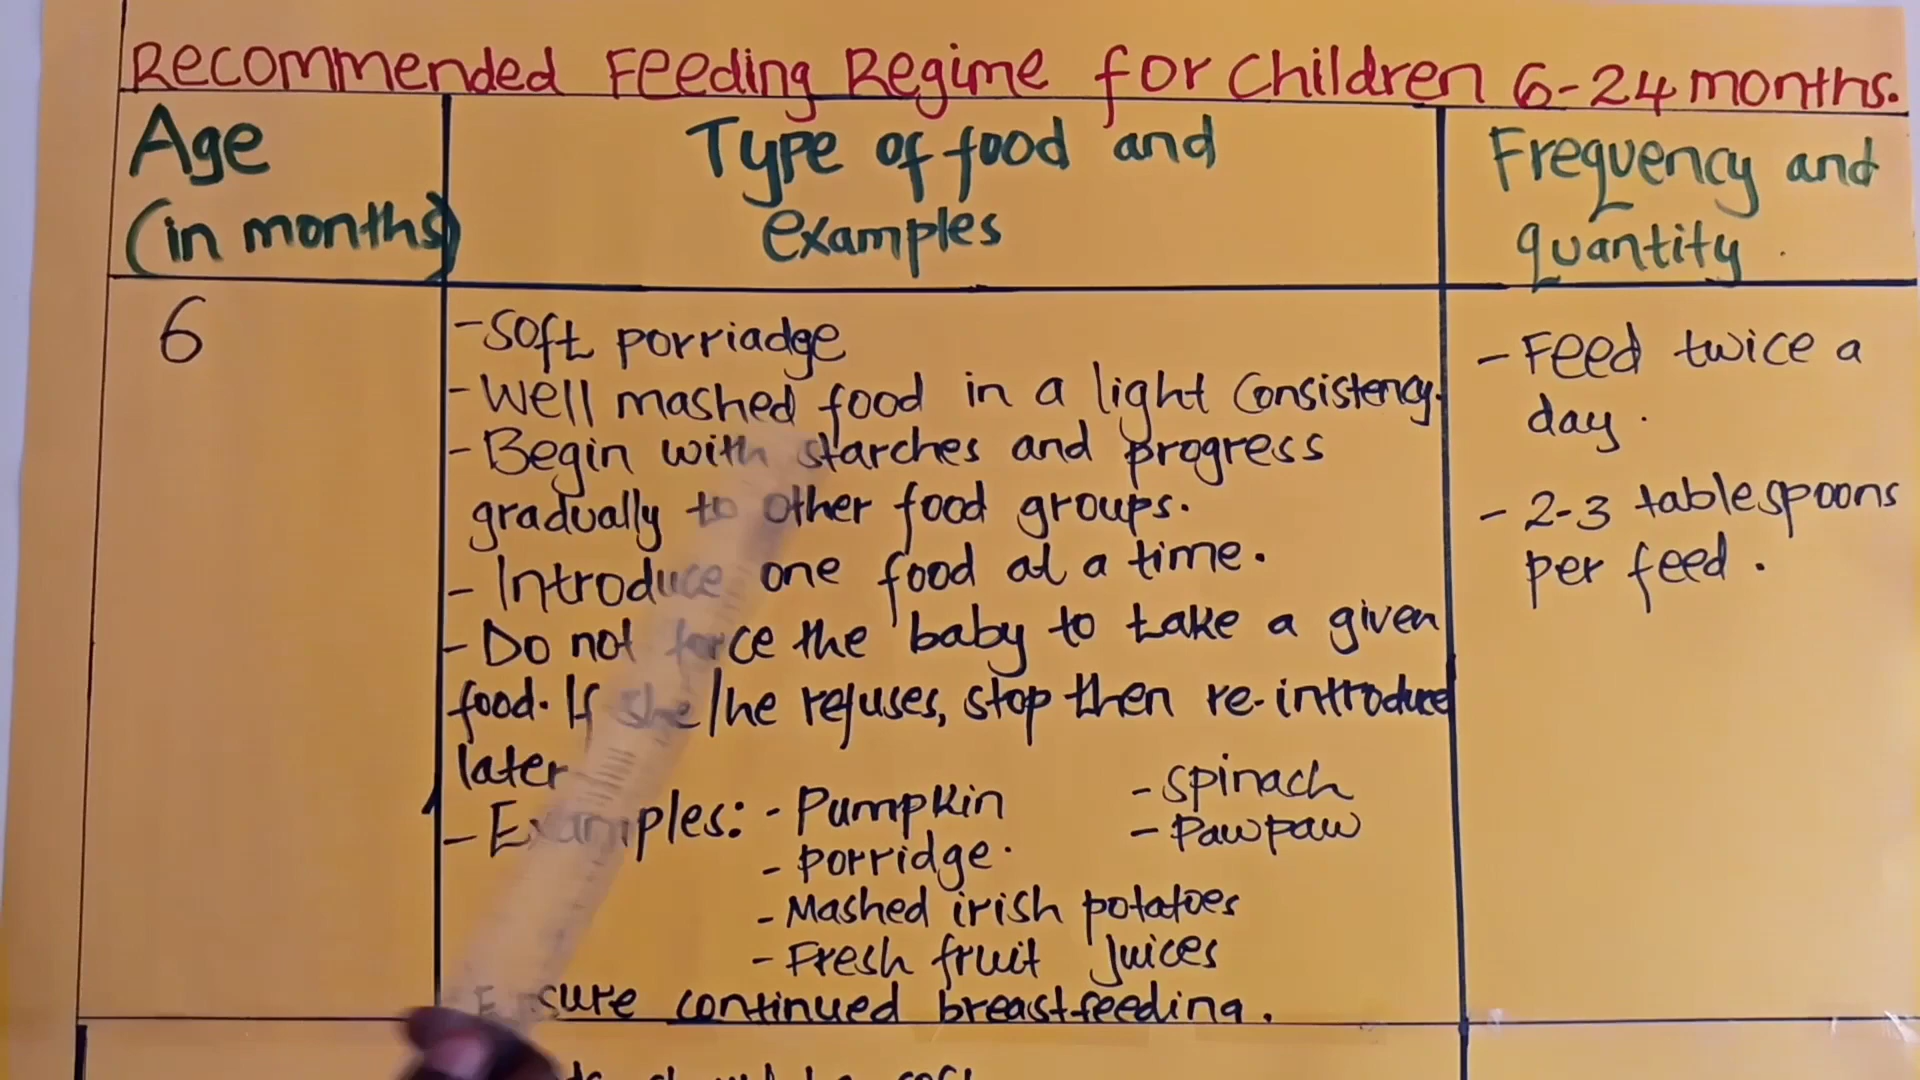 Recommended Feeding Regime for Children 6-24 months.
Age
(in months)
Type of food and
examples
Frequency and
quantity.
6
- Soft porriadge
- Well mashed food in a light consistency.
- Begin with starches and progress
gradually to other food groups.
- Introduce one food at a time.
- Do not force the baby to take a given
food. If she/he refuses, stop then re-introduce
later
- Examples: - Pumpkin
- porridge.
- Mashed irish potatoes
- Fresh fruit juices
- Spinach
- Pawpaw
Ensure continued breastfeeding.
- Feed twice a
day.
- 2-3 tablespoons
per feed.